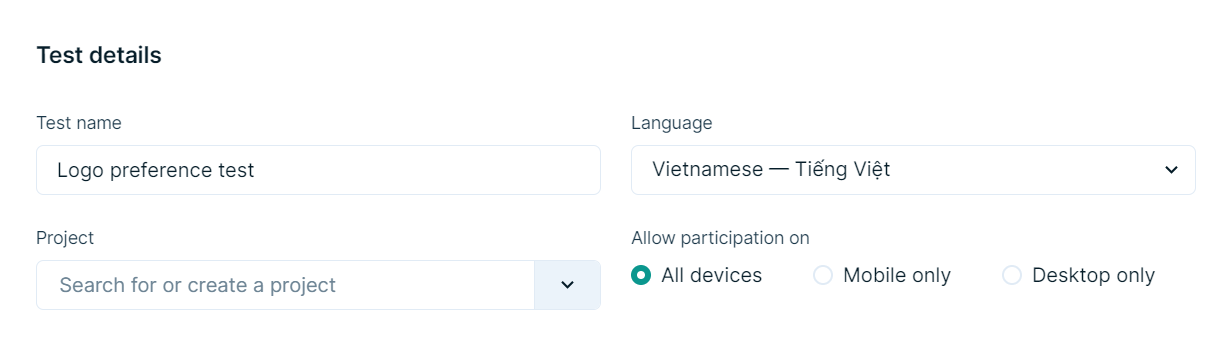 Test details
Test name
Language
Logo preference test
Vietnamese — Tiếng Việt
Project
Allow participation on
Search for or create a project
All devices
Mobile only
Desktop only